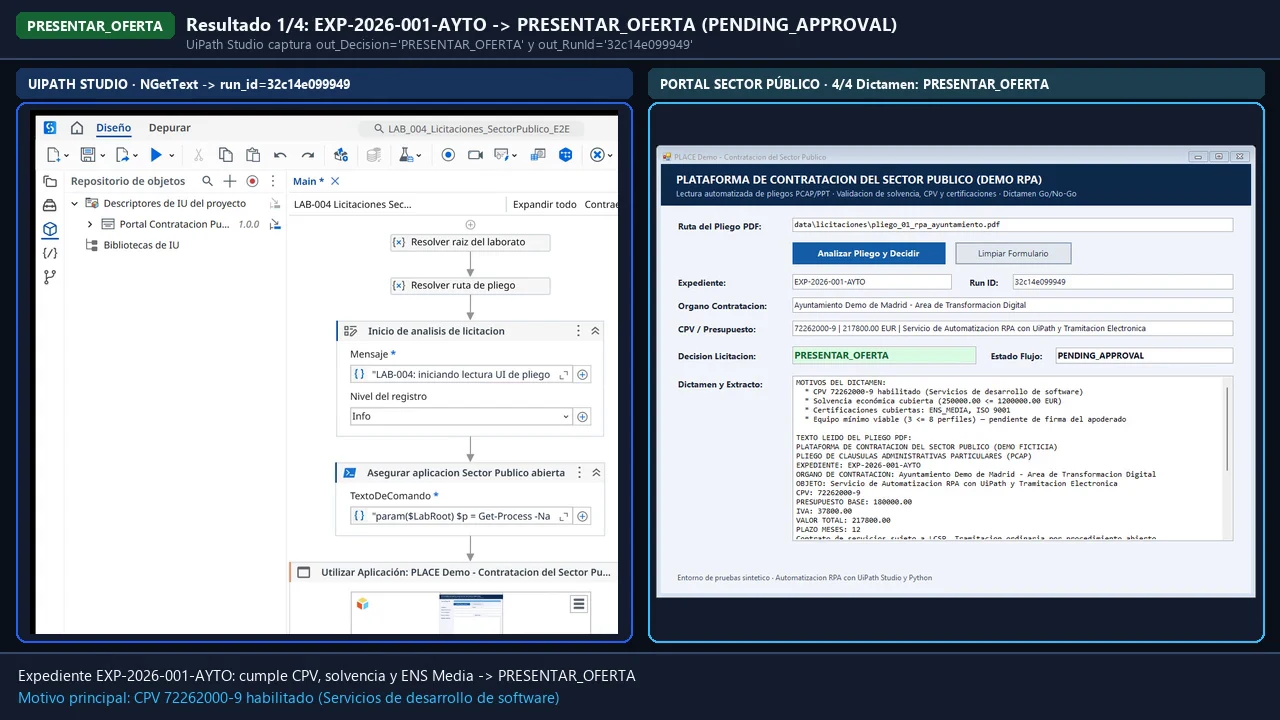 PRESENTAR_OFERTA
Resultado 1/4: EXP-2026-001-AYTO -> PRESENTAR_OFERTA (PENDING_APPROVAL)
UiPath Studio captura out_Decision='PRESENTAR_OFERTA' y out_RunId='32c14e099949'
UIPATH STUDIO · NGetText -> run_id=32c14e099949
Diseño Depurar LAB_004_Licitaciones_SectorPublico_E2E
Repositorio de objetos
Descriptores de IU del proyecto
Portal Contratacion Pu... 1.0.0
Bibliotecas de IU
Main *
LAB-004 Licitaciones Sec... Expandir todo Contrae
Resolver raiz del laborato
Resolver ruta de pliego
Inicio de analisis de licitacion
Mensaje *
"LAB-004: iniciando lectura UI de pliego
Nivel del registro
Info
Asegurar aplicacion Sector Publico abierta
TextoDeComando *
"param($LabRoot) $p = Get-Process -Na
Utilizar Aplicación: PLACE Demo - Contratacion del Sector Pu...
PORTAL SECTOR PÚBLICO · 4/4 Dictamen: PRESENTAR_OFERTA
PLACE Demo - Contratacion del Sector Publico
PLATAFORMA DE CONTRATACION DEL SECTOR PUBLICO (DEMO RPA)
Lectura automatizada de pliegos PCAP/PPT · Validacion de solvencia, CPV y certificaciones · Dictamen Go/No-Go
Ruta del Pliego PDF: data\licitaciones\pliego_01_rpa_ayuntamiento.pdf
Analizar Pliego y Decidir Limpiar Formulario
Expediente: EXP-2026-001-AYTO Run ID: 32c14e099949
Organo Contratacion: Ayuntamiento Demo de Madrid - Area de Transformacion Digital
CPV / Presupuesto: 72262000-9 | 217800.00 EUR | Servicio de Automatizacion RPA con UiPath y Tramitacion Electronica
Decision Licitacion: PRESENTAR_OFERTA Estado Flujo: PENDING_APPROVAL
Dictamen y Extracto:
MOTIVOS DEL DICTAMEN:
* CPV 72262000-9 habilitado (Servicios de desarrollo de software)
* Solvencia económica cubierta (250000.00 <= 1200000.00 EUR)
* Certificaciones cubiertas: ENS_MEDIA, ISO 9001
* Equipo mínimo viable (3 <= 8 perfiles) — pendiente de firma del apoderado
TEXTO LEIDO DEL PLIEGO PDF:
PLATAFORMA DE CONTRATACION DEL SECTOR PUBLICO (DEMO FICTICIA)
PLIEGO DE CLAUSULAS ADMINISTRATIVAS PARTICULARES (PCAP)
EXPEDIENTE: EXP-2026-001-AYTO
ORGANO DE CONTRATACION: Ayuntamiento Demo de Madrid - Area de Transformacion Digital
OBJETO: Servicio de Automatizacion RPA con UiPath y Tramitacion Electronica
CPV: 72262000-9
PRESUPUESTO BASE: 180000.00
IVA: 37800.00
VALOR TOTAL: 217800.00
PLAZO MESES: 12
Contrato de servicios sujeto a LCSP. Tramitacion ordinaria por procedimiento abierto
Entorno de pruebas sintetico · Automatizacion RPA con UiPath Studio y Python
Expediente EXP-2026-001-AYTO: cumple CPV, solvencia y ENS Media -> PRESENTAR_OFERTA
Motivo principal: CPV 72262000-9 habilitado (Servicios de desarrollo de software)